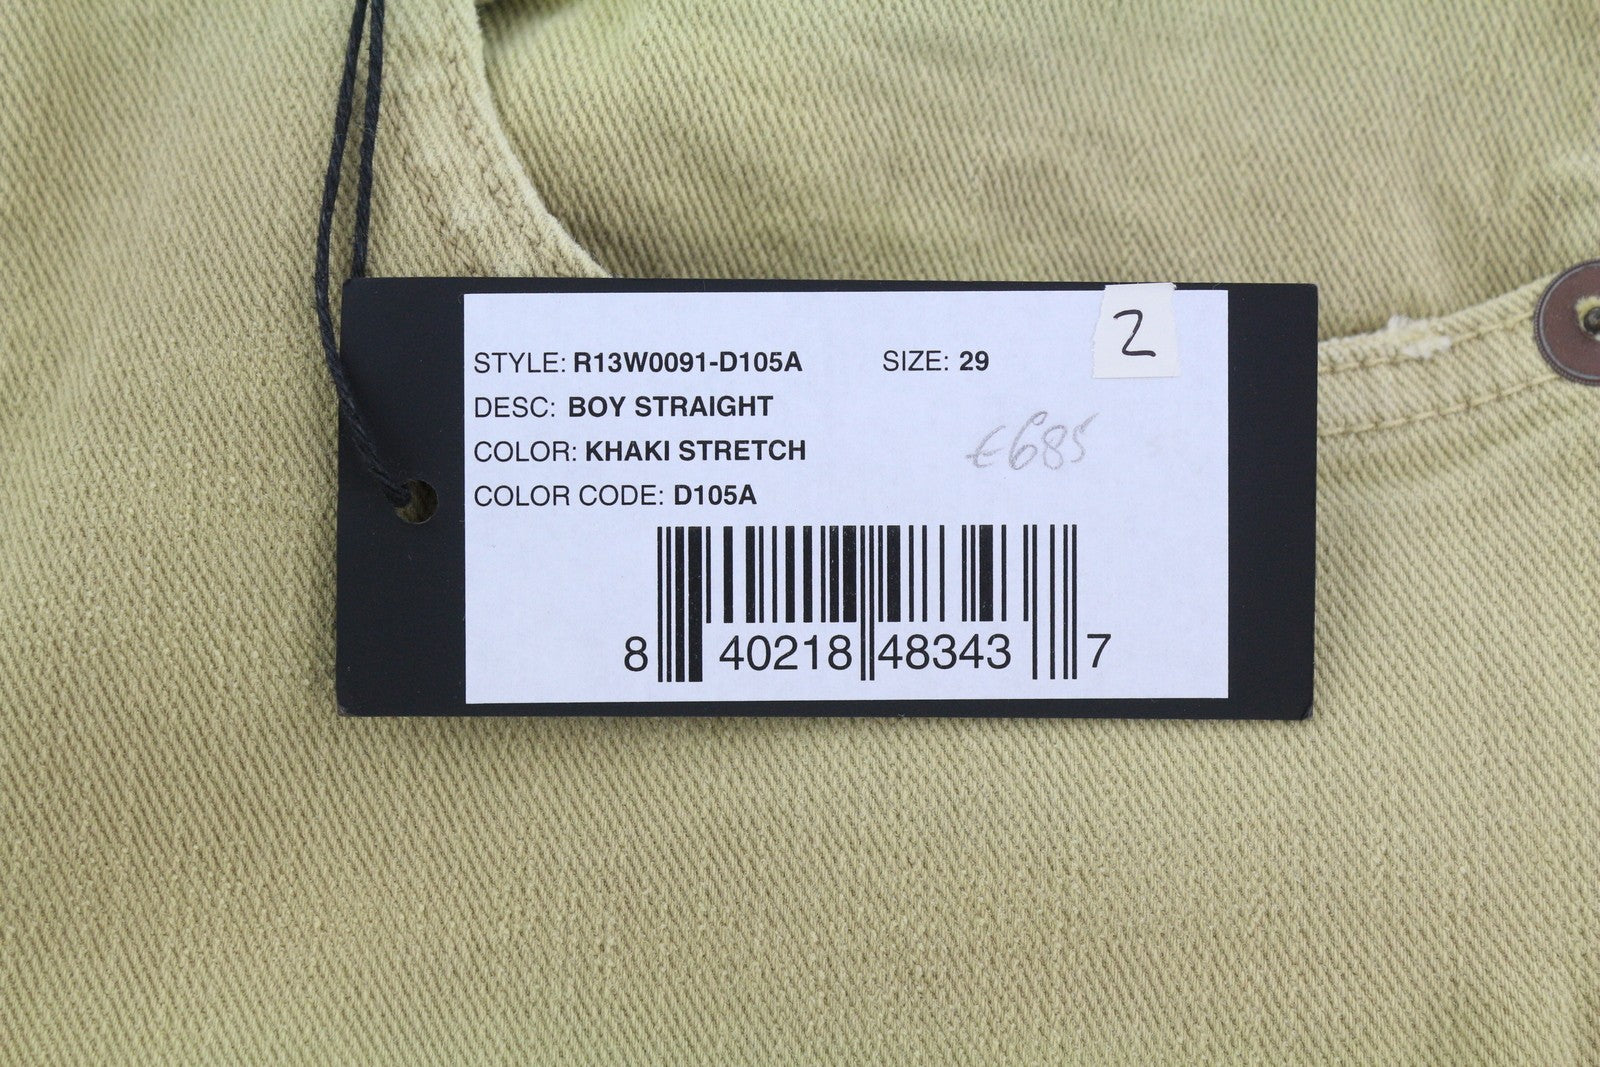 STYLE: R13W0091-D105A SIZE: 29
2
DESC: BOY STRAIGHT
COLOR: KHAKI STRETCH
€685
COLOR CODE: D105A
8 40218 48343 7